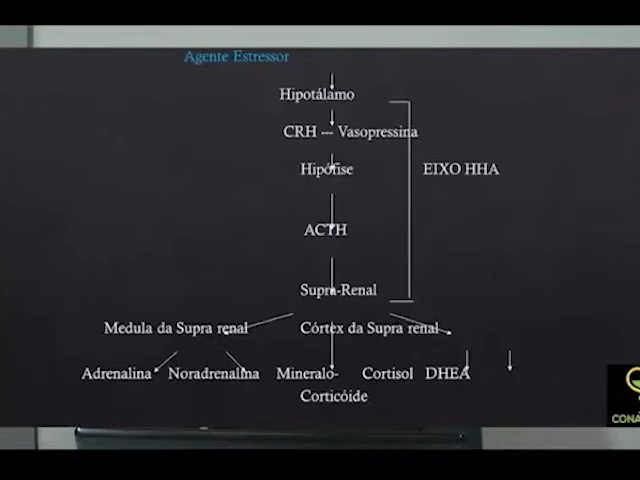 Agente Estressor
Hipotálamo
CRH --- Vasopressina
Hipófise
EIXO HHA
ACTH
Supra-Renal
Medula da Supra renal
Córtex da Supra renal
Adrenalina Noradrenalina Mineralo- Cortisol DHEA
Corticóide